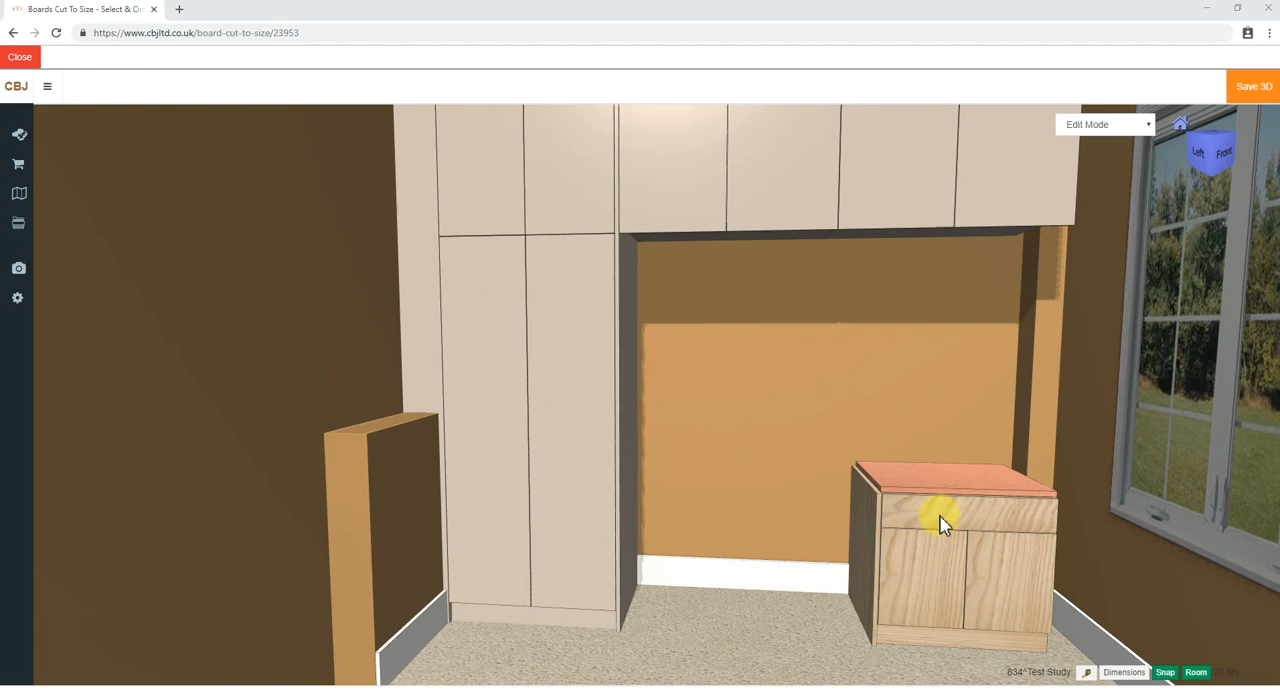 Boards Cut To Size - Select & Or
https://www.cbjltd.co.uk/board-cut-to-size/23953
Close
CBJ
Save 3D
Edit Mode
Left
Front
834^Test Study
Dimensions
Snap
Room
fps